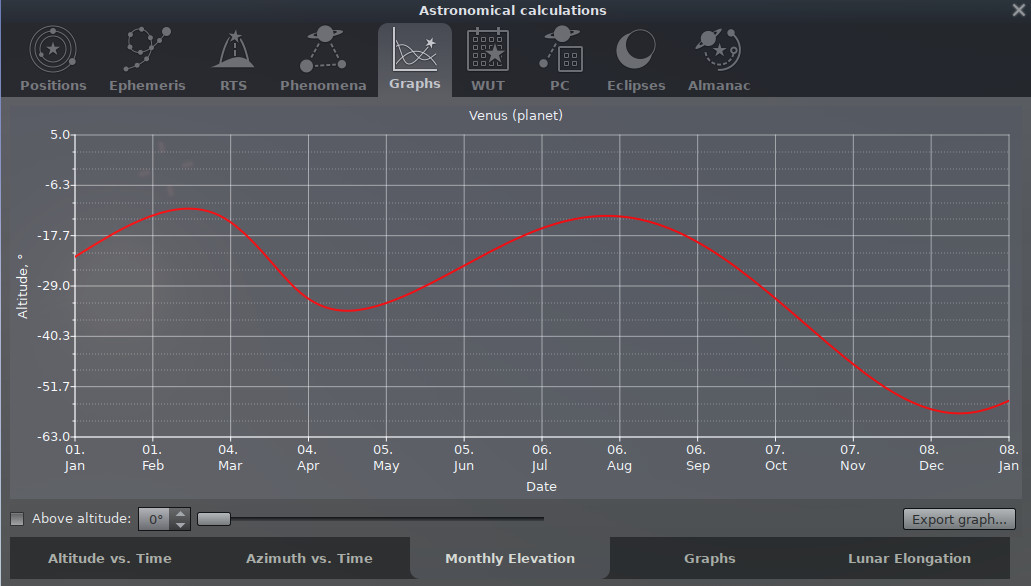 Astronomical calculations
Positions Ephemeris RTS Phenomena Graphs WUT PC Eclipses Almanac
Venus (planet)
5.0
-6.3
-17.7
-29.0
-40.3
-51.7
-63.0
Altitude, °
01. 01. 04. 04. 05. 05. 06. 06. 06. 07. 07. 08. 08.
Jan Feb Mar Apr May Jun Jul Aug Sep Oct Nov Dec Jan
Date
Above altitude: 0° Export graph...
Altitude vs. Time Azimuth vs. Time Monthly Elevation Graphs Lunar Elongation